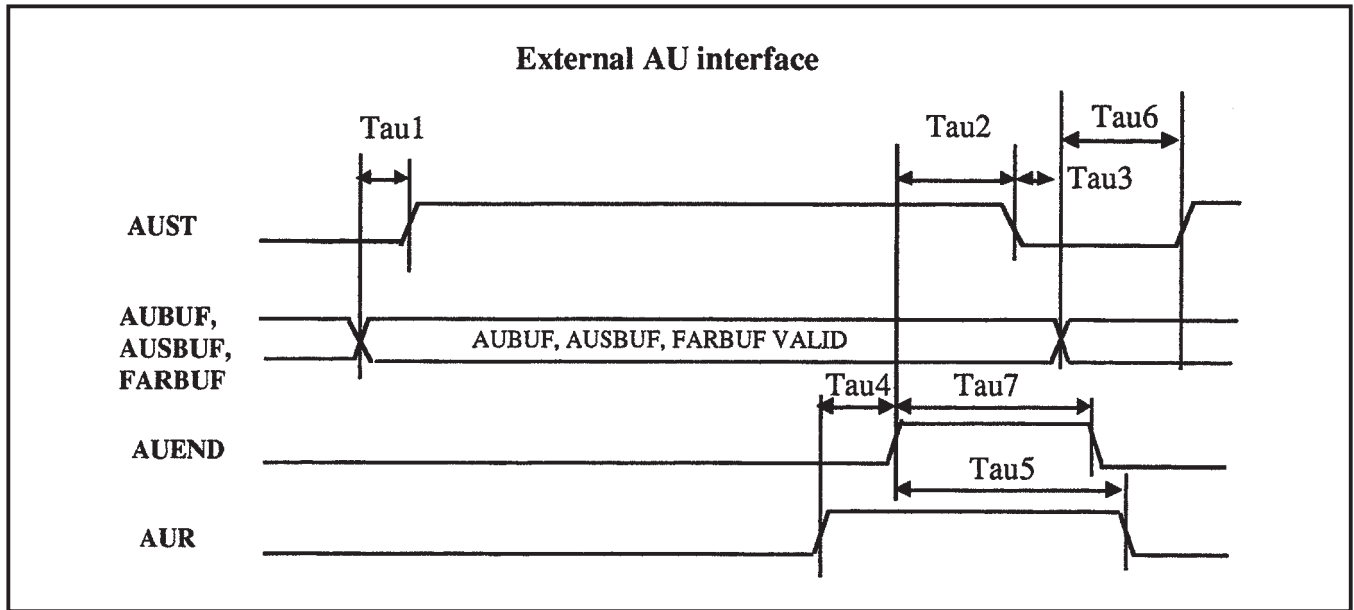 External AU interface
Tau1
Tau2
Tau6
Tau3
AUST
AUBUF,
AUSBUF,
FARBUF
AUBUF, AUSBUF, FARBUF VALID
Tau4
Tau7
AUEND
Tau5
AUR